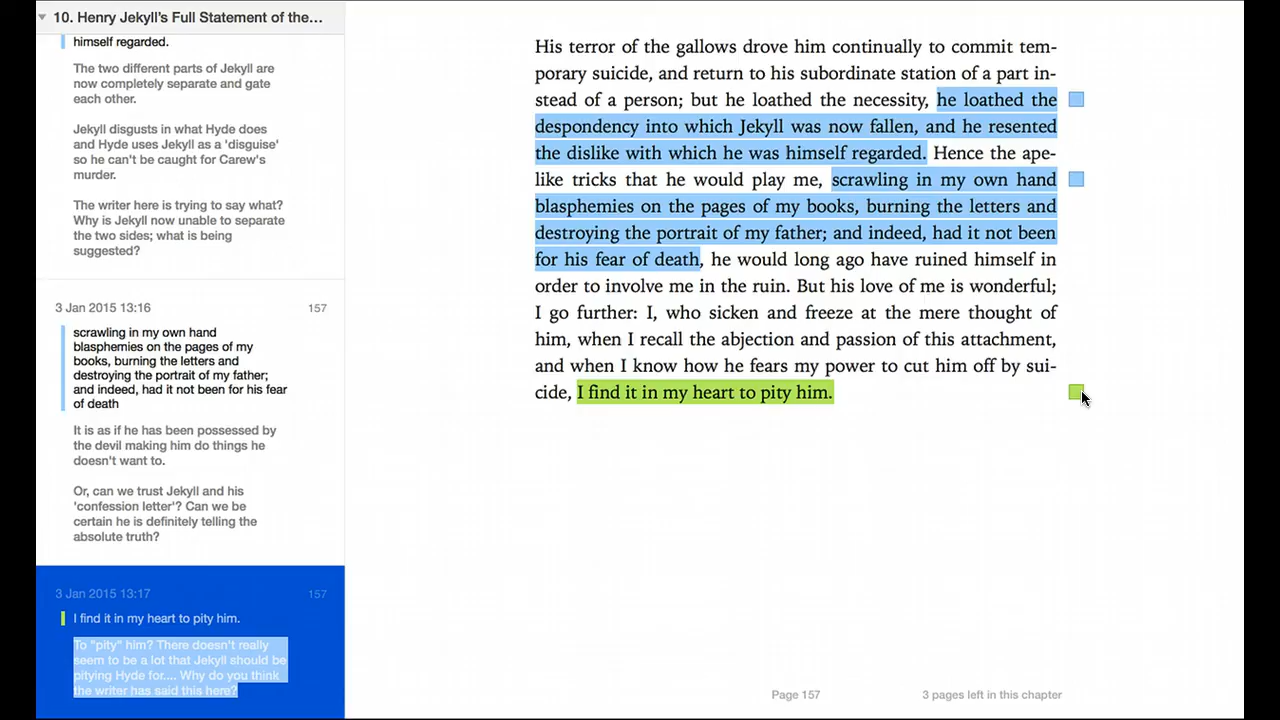 10. Henry Jekyll's Full Statement of the…
himself regarded.
The two different parts of Jekyll are
now completely separate and gate
each other.
Jekyll disgusts in what Hyde does
and Hyde uses Jekyll as a 'disguise'
so he can't be caught for Carew's
murder.
The writer here is trying to say what?
Why is Jekyll now unable to separate
the two sides; what is being
suggested?
3 Jan 2015 13:16 157
scrawling in my own hand
blasphemies on the pages of my
books, burning the letters and
destroying the portrait of my father;
and indeed, had it not been for his fear
of death
It is as if he has been possessed by
the devil making him do things he
doesn't want to.
Or, can we trust Jekyll and his
'confession letter'? Can we be
certain he is definitely telling the
absolute truth?
3 Jan 2015 13:17 157
I find it in my heart to pity him.
To "pity" him? There doesn't really
seem to be a lot that Jekyll should be
pitying Hyde for.... Why do you think
the writer has said this here?
His terror of the gallows drove him continually to commit tem-
porary suicide, and return to his subordinate station of a part in-
stead of a person; but he loathed the necessity, he loathed the
despondency into which Jekyll was now fallen, and he resented
the dislike with which he was himself regarded. Hence the ape-
like tricks that he would play me, scrawling in my own hand
blasphemies on the pages of my books, burning the letters and
destroying the portrait of my father; and indeed, had it not been
for his fear of death, he would long ago have ruined himself in
order to involve me in the ruin. But his love of me is wonderful;
I go further: I, who sicken and freeze at the mere thought of
him, when I recall the abjection and passion of this attachment,
and when I know how he fears my power to cut him off by sui-
cide, I find it in my heart to pity him.
Page 157 3 pages left in this chapter